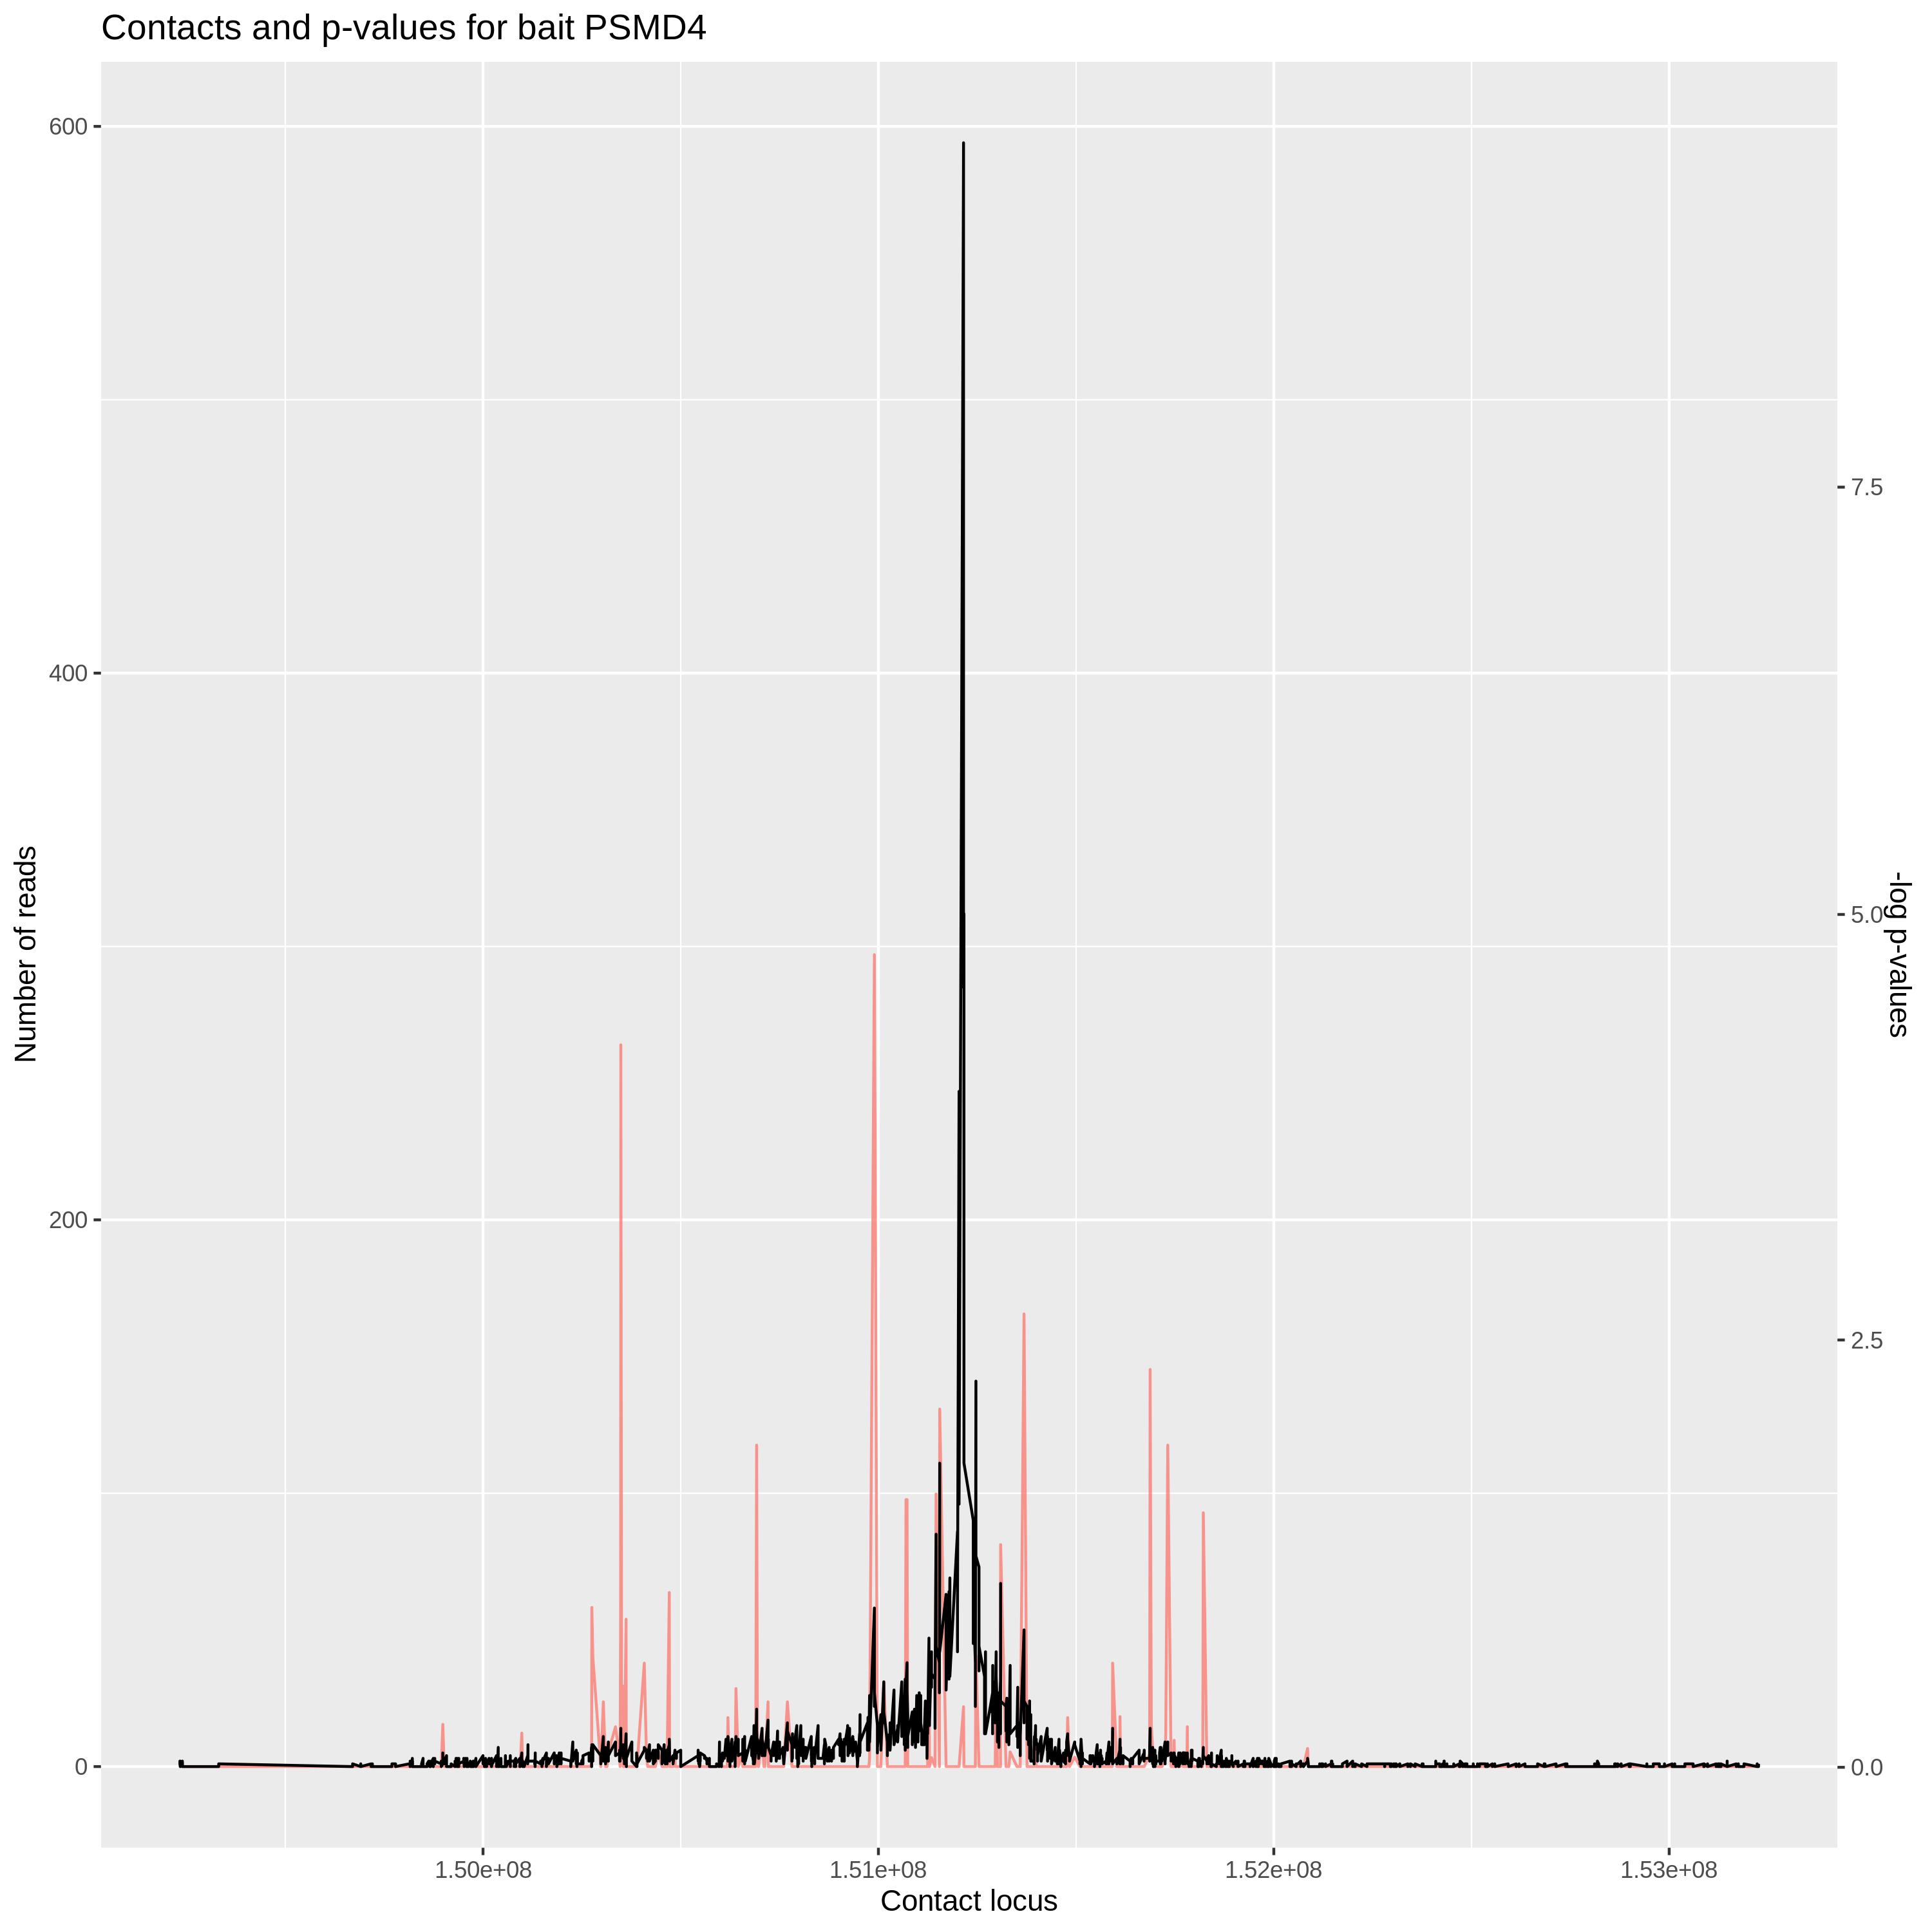 Contacts and p-values for bait PSMD4
Number of reads
600
400
200
0
7.5
5.0
2.5
0.0
-log p-values
1.50e+08
1.51e+08
1.52e+08
1.53e+08
Contact locus